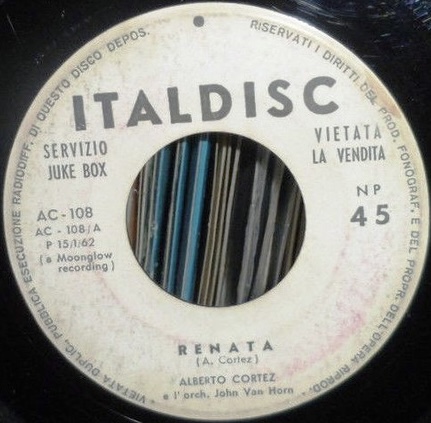 RISERVATI I DIRITTI DEL PROD. FONOGRAF. E DEL PROPR. DELL'OPERA RIPROD. • VIETATA DUPLIC. PUBBLICA ESECUZIONE RADIODIFF. DI QUESTO DISCO DEPOS.
ITALDISC
SERVIZIO
JUKE BOX
VIETATA
LA VENDITA
NP
45
AC-108
AC - 108/A
P 15/1/62
(a Moonglow
recording)
RENATA
(A. Cortez)
ALBERTO CORTEZ
e l'orch. John Van Horn